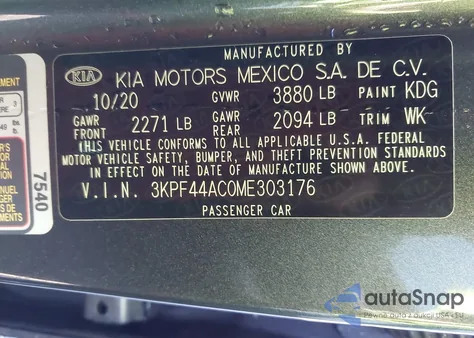 MANUFACTURED BY
KIA KIA MOTORS MEXICO S.A. DE C.V.
10/20 GVWR 3880 LB PAINT KDG
GAWR FRONT 2271 LB GAWR REAR 2094 LB TRIM WK
THIS VEHICLE CONFORMS TO ALL APPLICABLE U.S.A. FEDERAL
MOTOR VEHICLE SAFETY, BUMPER, AND THEFT PREVENTION STANDARDS
IN EFFECT ON THE DATE OF MANUFACTURE SHOWN ABOVE.
V.I.N. 3KPF44AC0ME303176
PASSENGER CAR
7540
autoSnap